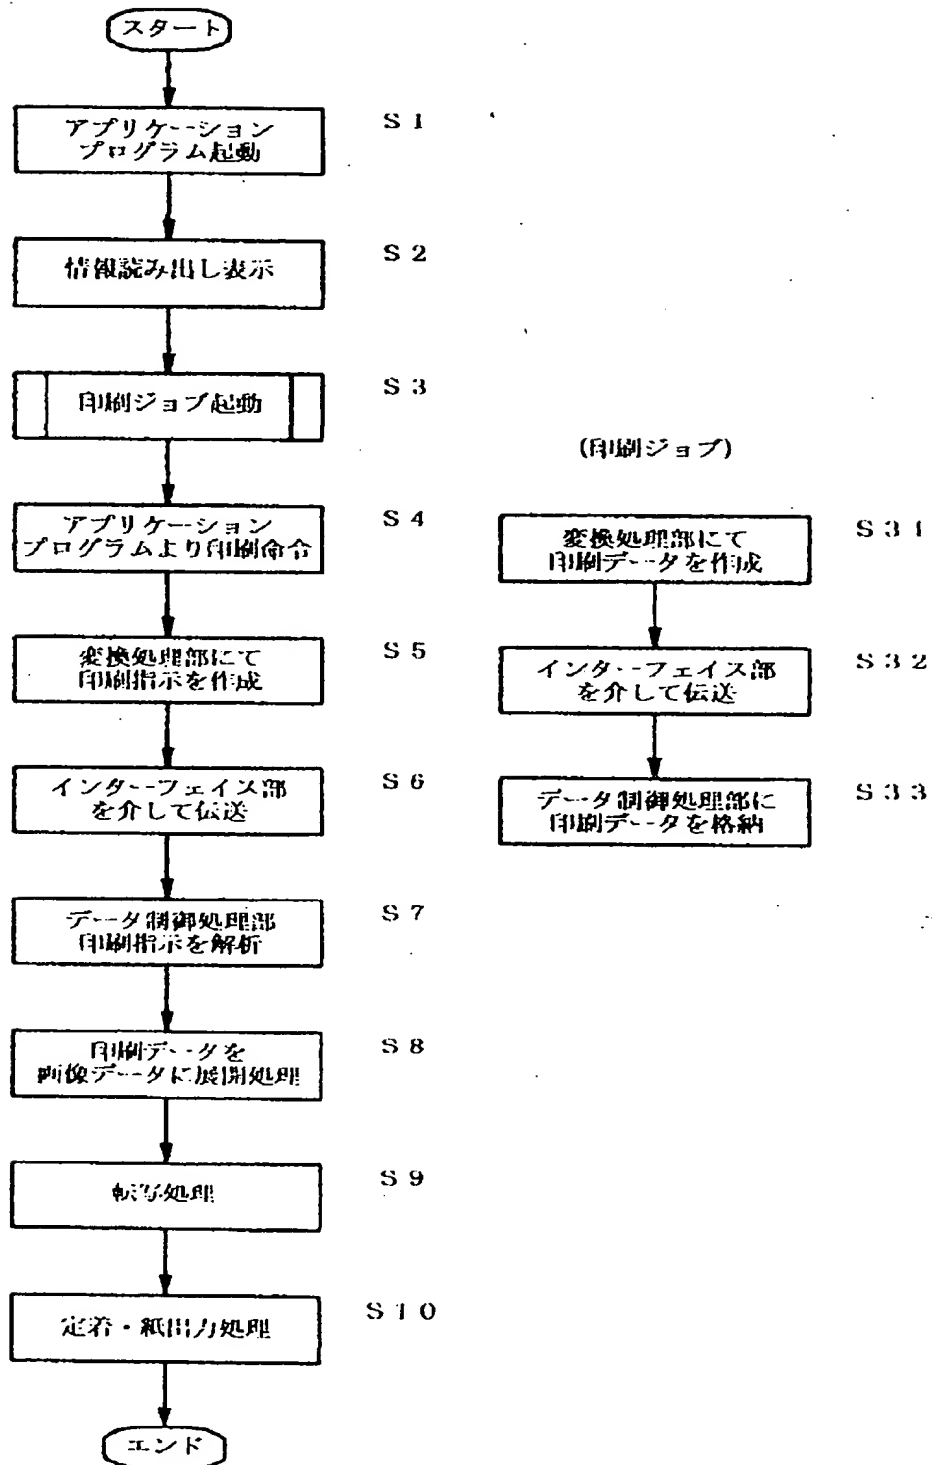 スタート
アプリケーション
プログラム起動
S1
情報読み出し表示
S2
印刷ジョブ起動
S3
アプリケーション
プログラムより印刷命令
S4
変換処理部にて
印刷指示を作成
S5
インターフェイス部
を介して伝送
S6
データ制御処理部
印刷指示を解析
S7
印刷データを
画像データに展開処理
S8
転写処理
S9
定着・紙出力処理
S10
エンド
(印刷ジョブ)
変換処理部にて
印刷データを作成
S31
インターフェイス部
を介して伝送
S32
データ制御処理部に
印刷データを格納
S33